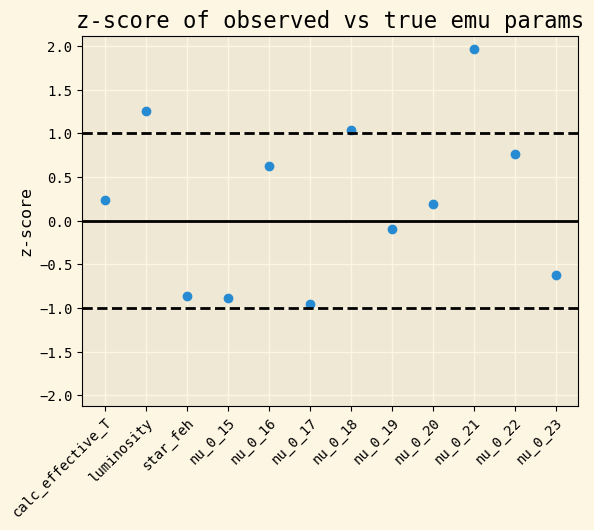 z-score of observed vs true emu params
z-score
2.0
1.5
1.0
0.5
0.0
−0.5
−1.0
−1.5
−2.0
calc_effective_T
luminosity
star_feh
nu_0_15
nu_0_16
nu_0_17
nu_0_18
nu_0_19
nu_0_20
nu_0_21
nu_0_22
nu_0_23